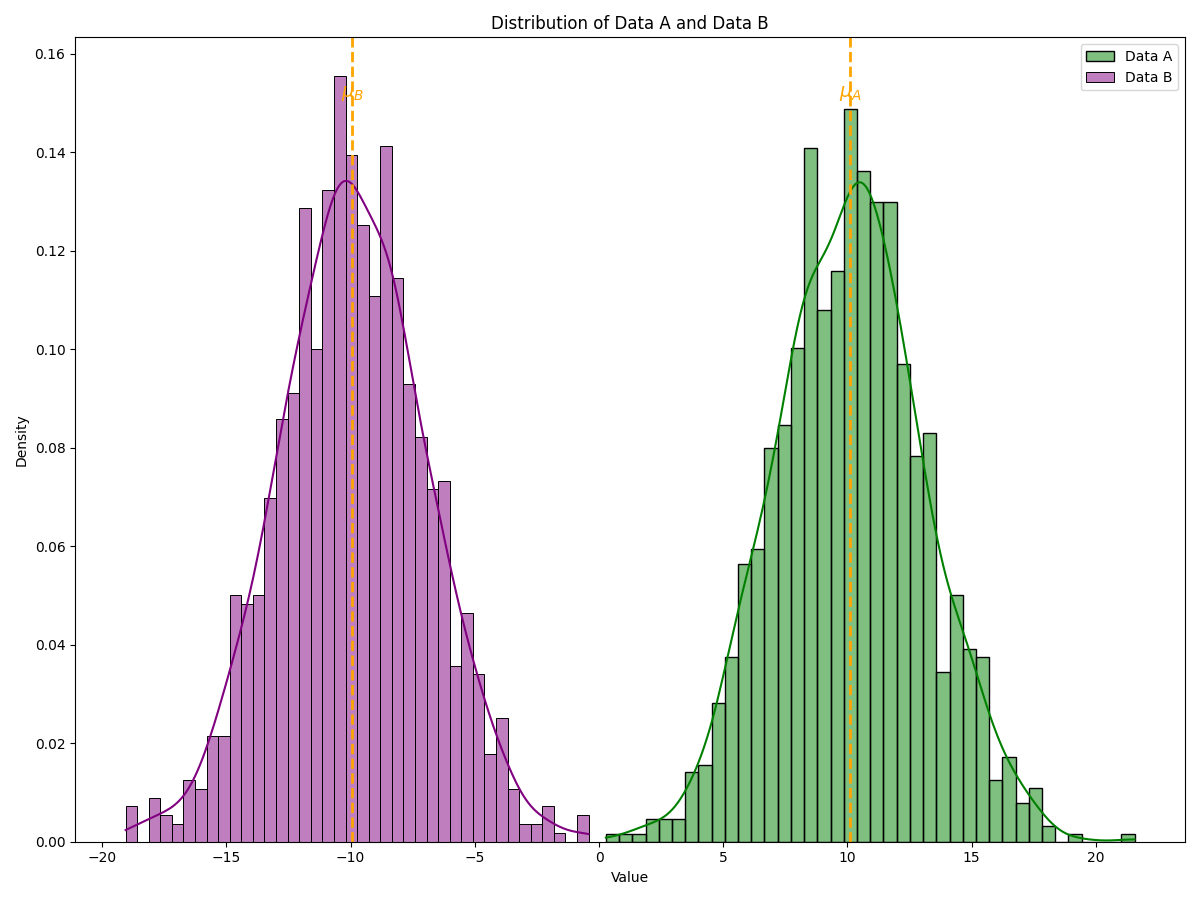 Distribution of Data A and Data B
0.16
0.14
0.12
0.10
0.08
0.06
0.04
0.02
0.00
Density
μB
μA
Data A
Data B
−20
−15
−10
−5
0
5
10
15
20
Value